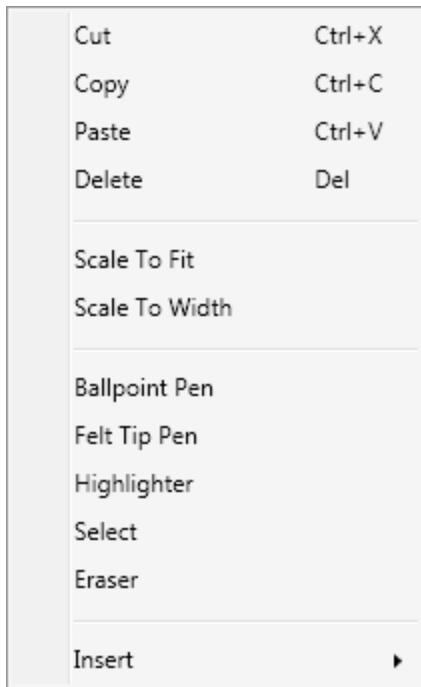 Cut Ctrl+X
Copy Ctrl+C
Paste Ctrl+V
Delete Del
Scale To Fit
Scale To Width
Ballpoint Pen
Felt Tip Pen
Highlighter
Select
Eraser
Insert